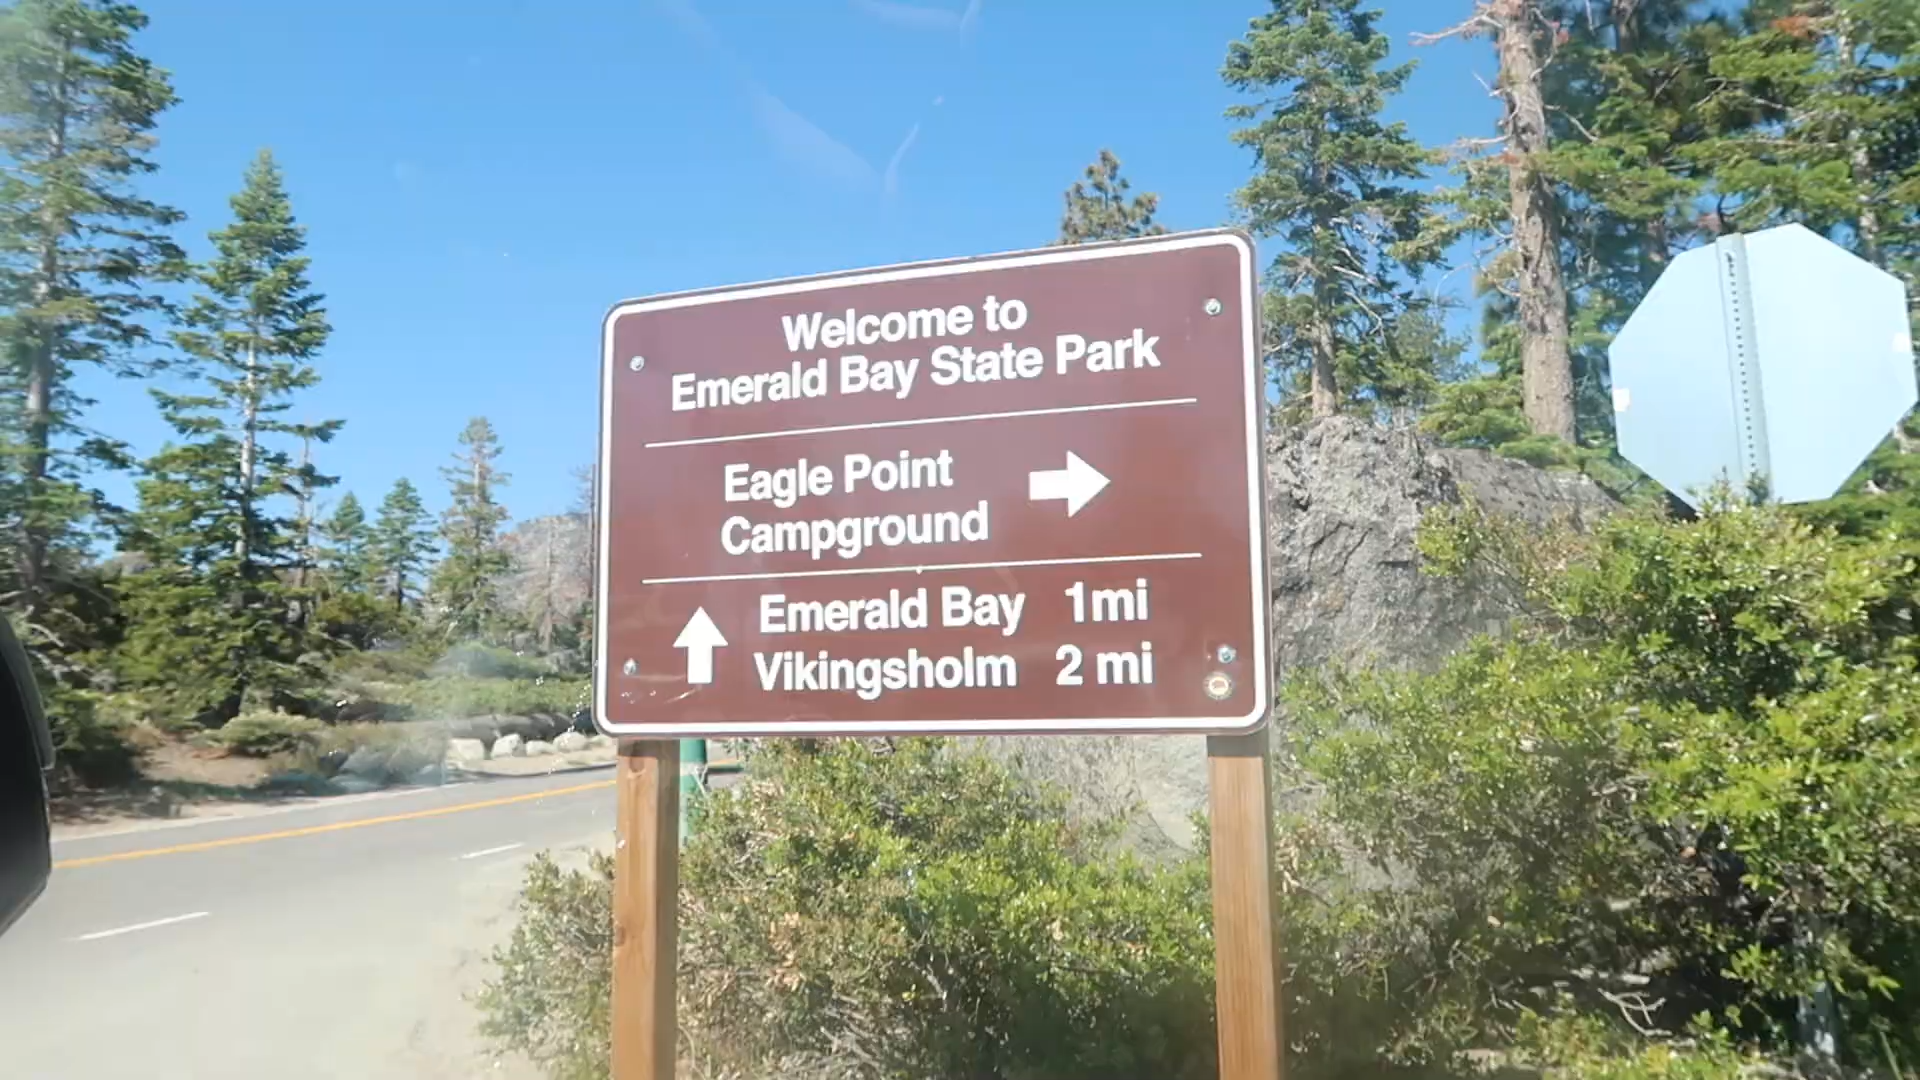 Welcome to
Emerald Bay State Park
Eagle Point
Campground
Emerald Bay 1mi
Vikingsholm 2 mi